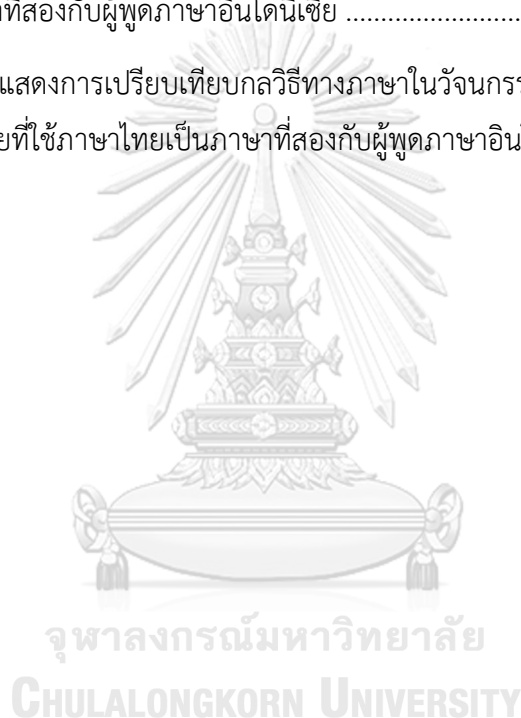 าที่สองกับผู้พูดภาษาอินโดนีเซีย ........................
แสดงการเปรียบเทียบกลวิธีทางภาษาในวัจนกรร
ยที่ใช้ภาษาไทยเป็นภาษาที่สองกับผู้พูดภาษาอิน
จุฬาลงกรณ์มหาวิทยาลัย
CHULALONGKORN UNIVERSITY